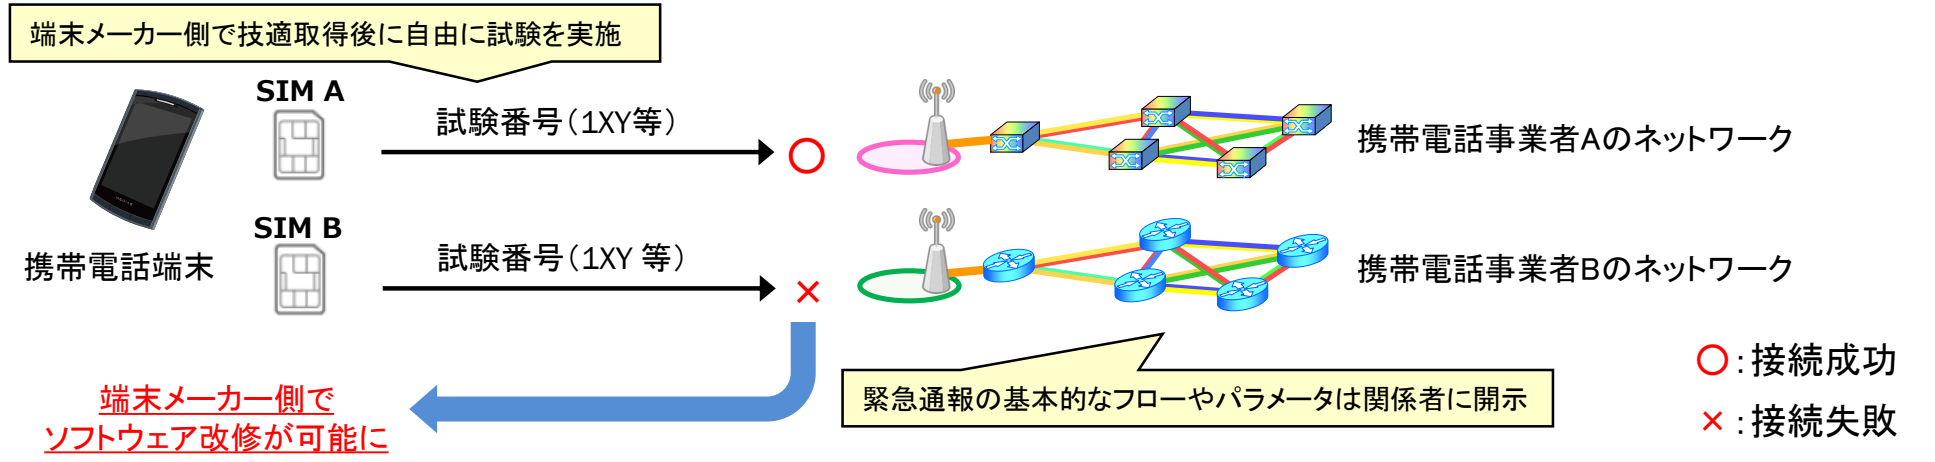 端末メーカー側で技適取得後に自由に試験を実施
SIM A
試験番号（1XY等）
携帯電話事業者Aのネットワーク
SIM B
試験番号（1XY 等）
携帯電話端末
携帯電話事業者Bのネットワーク
端末メーカー側で
ソフトウェア改修が可能に
緊急通報の基本的なフローやパラメータは関係者に開示
○：接続成功
×：接続失敗